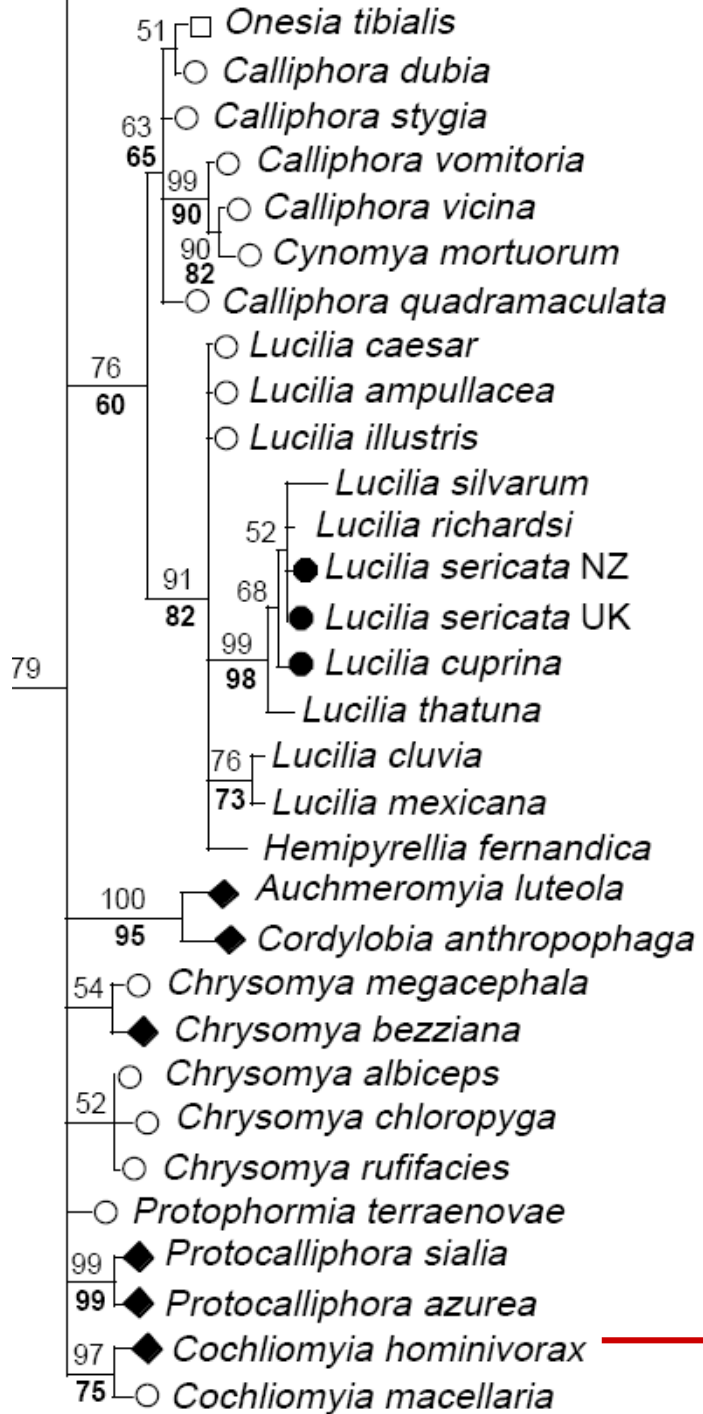 51 Onesia tibialis
Calliphora dubia
63 Calliphora stygia
65 Calliphora vomitoria
99
90 Calliphora vicina
90 Cynomya mortuorum
82
Calliphora quadramaculata
Lucilia caesar
76
60 Lucilia ampullacea
Lucilia illustris
Lucilia silvarum
52 Lucilia richardsi
Lucilia sericata NZ
91 68
82 Lucilia sericata UK
99 Lucilia cuprina
79 98
Lucilia thatuna
76 Lucilia cluvia
73 Lucilia mexicana
Hemipyrellia fernandica
100 Auchmeromyia luteola
95 Cordylobia anthropophaga
54 Chrysomya megacephala
Chrysomya bezziana
Chrysomya albiceps
52 Chrysomya chloropyga
Chrysomya rufifacies
Protophormia terraenovae
99 Protocalliphora sialia
99 Protocalliphora azurea
97 Cochliomyia hominivorax
75 Cochliomyia macellaria